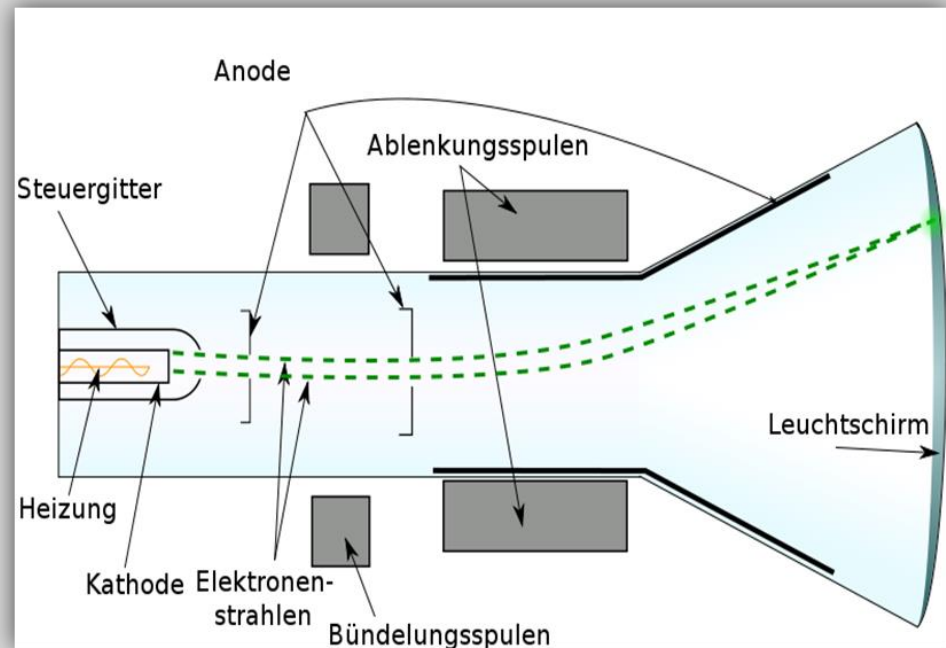 Anode
Ablenkungsspulen
Steuergitter
Leuchtschirm
Heizung
Kathode
Elektronen-
strahlen
Bündelungsspulen